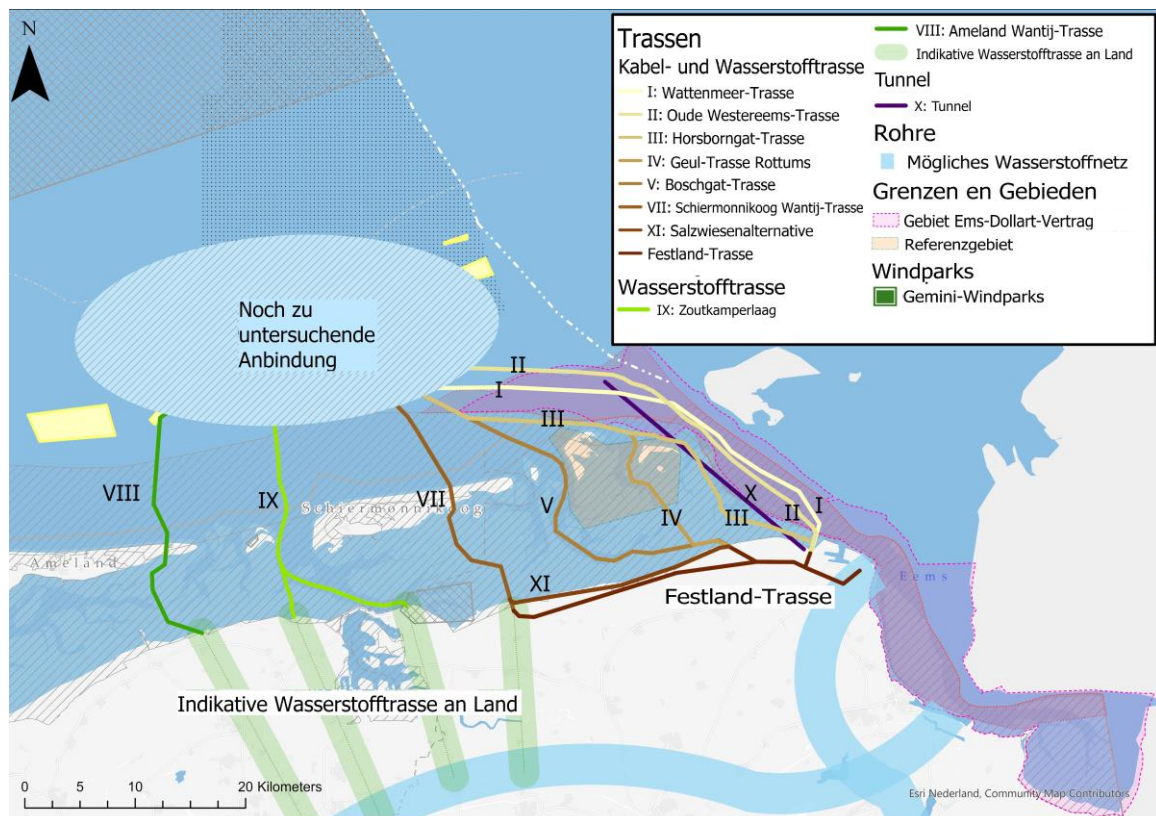 N
Trassen
Kabel- und Wasserstofftrasse
I: Wattenmeer-Trasse
II: Oude Westereems-Trasse
III: Horsborngat-Trasse
IV: Geul-Trasse Rottums
V: Boschgat-Trasse
VII: Schiermonnikoog Wantij-Trasse
XI: Salzwiesenalternative
Festland-Trasse
Wasserstofftrasse
IX: Zoutkamperlaag
VIII: Ameland Wantij-Trasse
Indikative Wasserstofftrasse an Land
Tunnel
X: Tunnel
Rohre
Mögliches Wasserstoffnetz
Grenzen en Gebieden
Gebiet Ems-Dollart-Vertrag
Referenzgebiet
Windparks
Gemini-Windparks
Noch zu
untersuchende
Anbindung
II
I
III
VIII
IX
VII
V
IV
X
III
II
I
Schiermonnikoog
Ameland
XI
Eems
Festland-Trasse
Indikative Wasserstofftrasse an Land
0 5 10 20 Kilometers
Esri Nederland, Community Map Contributors